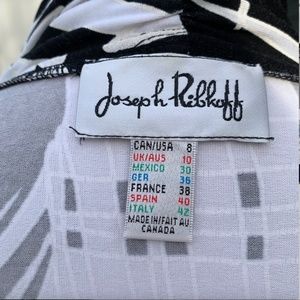 Joseph Ribkoff
CAN/USA 8
UK/AUS 10
MEXICO 30
GER 36
FRANCE 38
SPAIN 40
ITALY 42
MADE IN/FAIT AU
CANADA